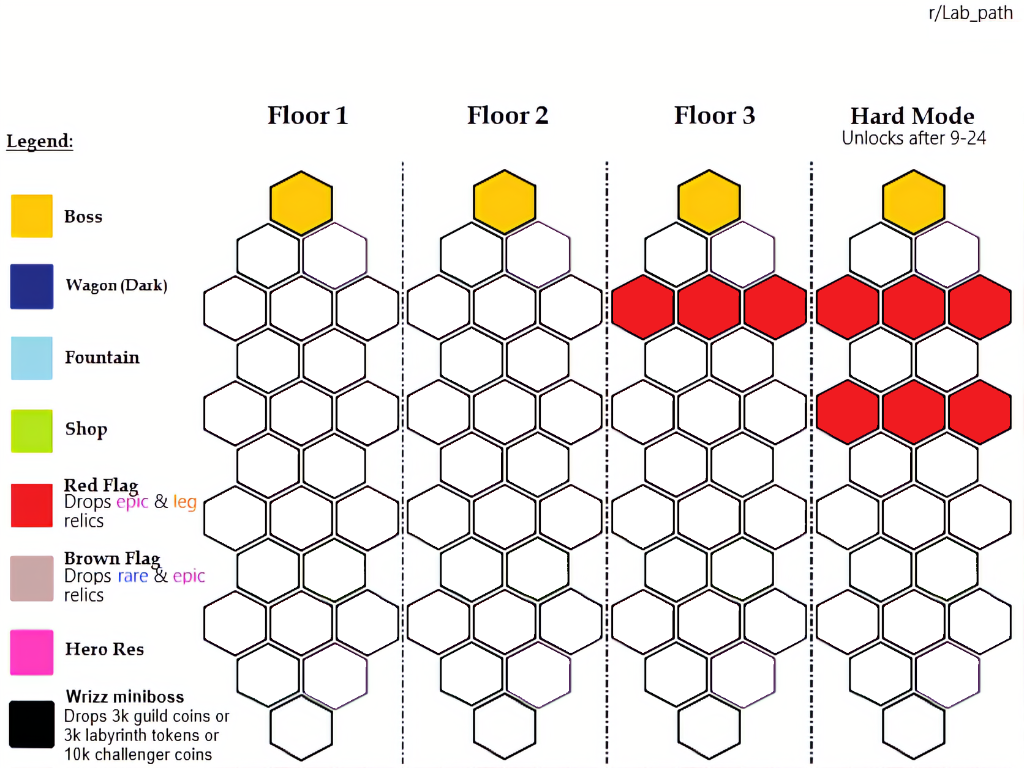 r/Lab_path
Floor 1
Floor 2
Floor 3
Hard Mode
Unlocks after 9-24
Legend:
Boss
Wagon (Dark)
Fountain
Shop
Red Flag
Drops epic & leg
relics
Brown Flag
Drops rare & epic
relics
Hero Res
Wrizz miniboss
Drops 3k guild coins or
3k labyrinth tokens or
10k challenger coins